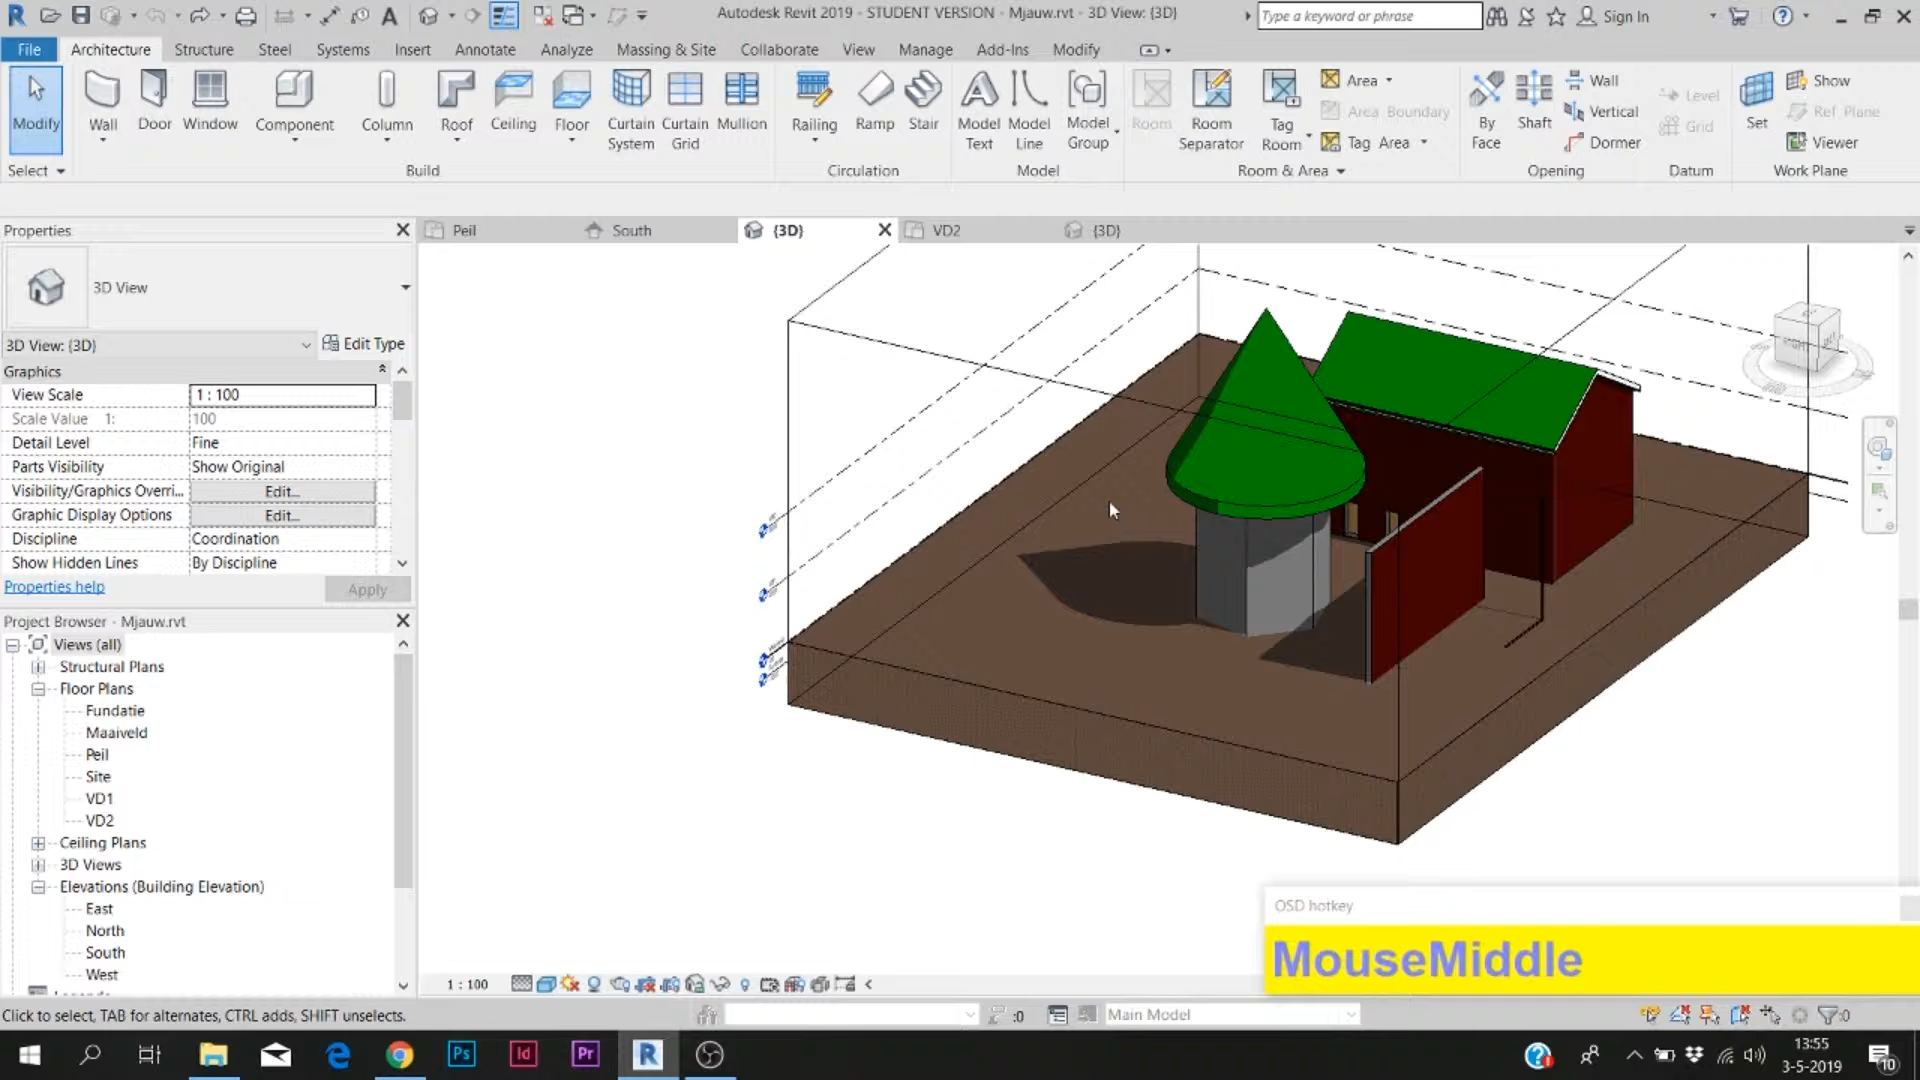 Autodesk Revit 2019 - STUDENT VERSION - Mjauw.rvt - 3D View: {3D}
Type a keyword or phrase
Sign In
File Architecture Structure Steel Systems Insert Annotate Analyze Massing & Site Collaborate View Manage Add-Ins Modify
Modify
Wall
Door
Window
Component
Column
Roof
Ceiling
Floor
Curtain System
Curtain Grid
Mullion
Railing
Ramp
Stair
Model Text
Model Line
Model Group
Room
Room Separator
Tag Room
Area
Area Boundary
Tag Area
By Face
Shaft
Wall
Vertical
Dormer
Level
Grid
Set
Show
Ref Plane
Viewer
Select
Build
Circulation
Model
Room & Area
Opening
Datum
Work Plane
Properties
Peil
South
{3D}
VD2
{3D}
3D View
3D View: {3D}
Edit Type
Graphics
View Scale 1 : 100
Scale Value 1: 100
Detail Level Fine
Parts Visibility Show Original
Visibility/Graphics Overri... Edit...
Graphic Display Options Edit...
Discipline Coordination
Show Hidden Lines By Discipline
Properties help
Apply
Project Browser - Mjauw.rvt
Views (all)
Structural Plans
Floor Plans
Fundatie
Maaiveld
Peil
Site
VD1
VD2
Ceiling Plans
3D Views
Elevations (Building Elevation)
East
North
South
West
OSD hotkey
MouseMiddle
1 : 100
Click to select, TAB for alternates, CTRL adds, SHIFT unselects.
:0
Main Model
:0
Ps
Id
Pr
R
13:55
3-5-2019
10